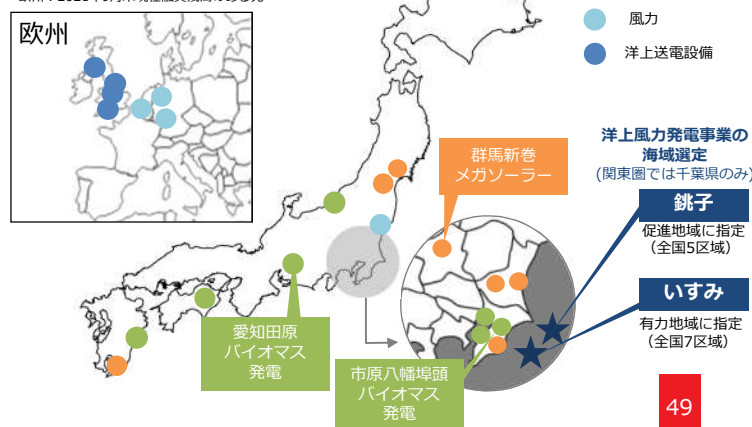 欧州
風力
洋上送電設備
群馬新巻
メガソーラー
洋上風力発電事業の
海域選定
(関東圏では千葉県のみ)
銚子
促進地域に指定
(全国5区域)
いすみ
有力地域に指定
(全国7区域)
愛知田原
バイオマス
発電
市原八幡埠頭
バイオマス
発電
49